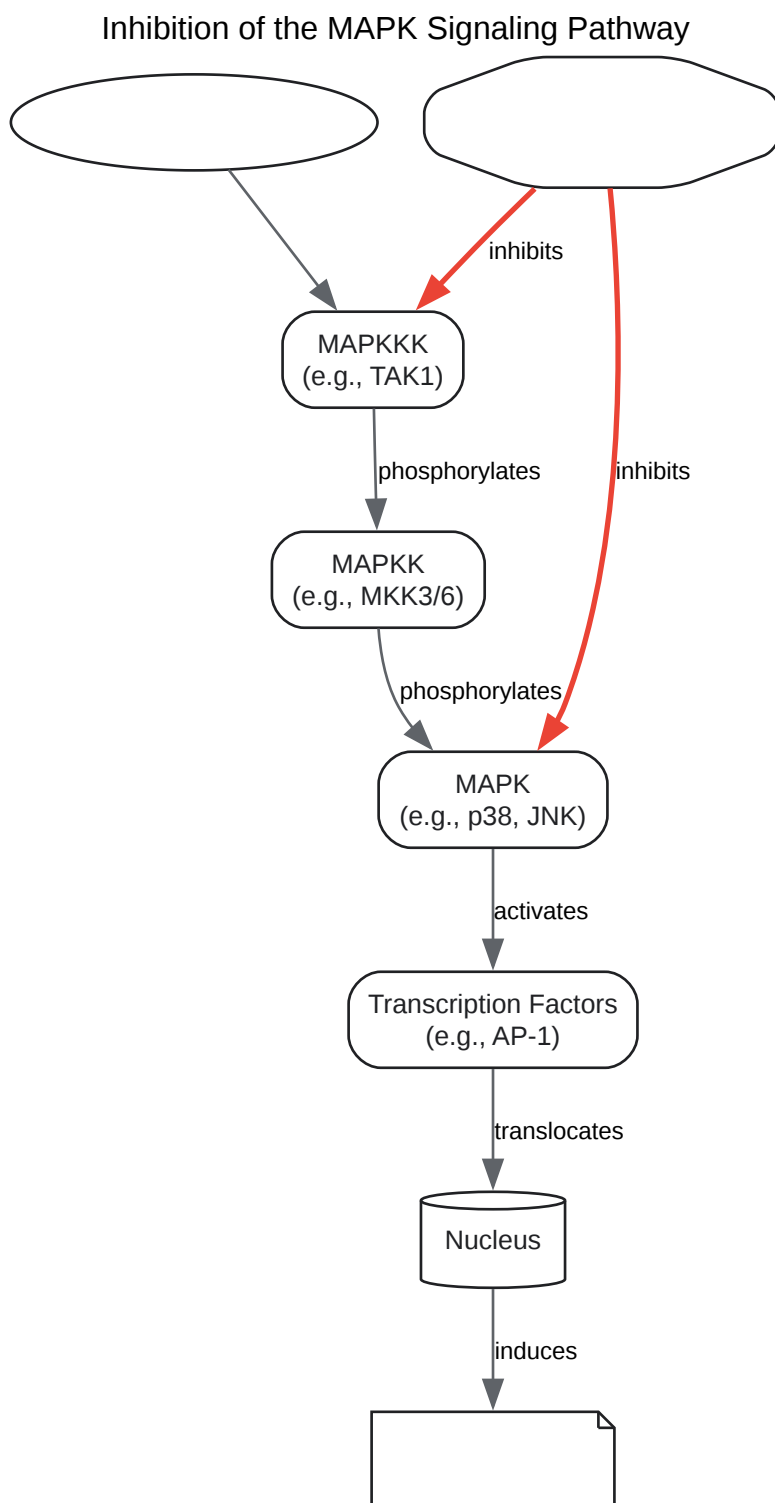 Inhibition of the MAPK Signaling Pathway
inhibits
MAPKKK
(e.g., TAK1)
phosphorylates
inhibits
MAPKK
(e.g., MKK3/6)
phosphorylates
MAPK
(e.g., p38, JNK)
activates
Transcription Factors
(e.g., AP-1)
translocates
Nucleus
induces